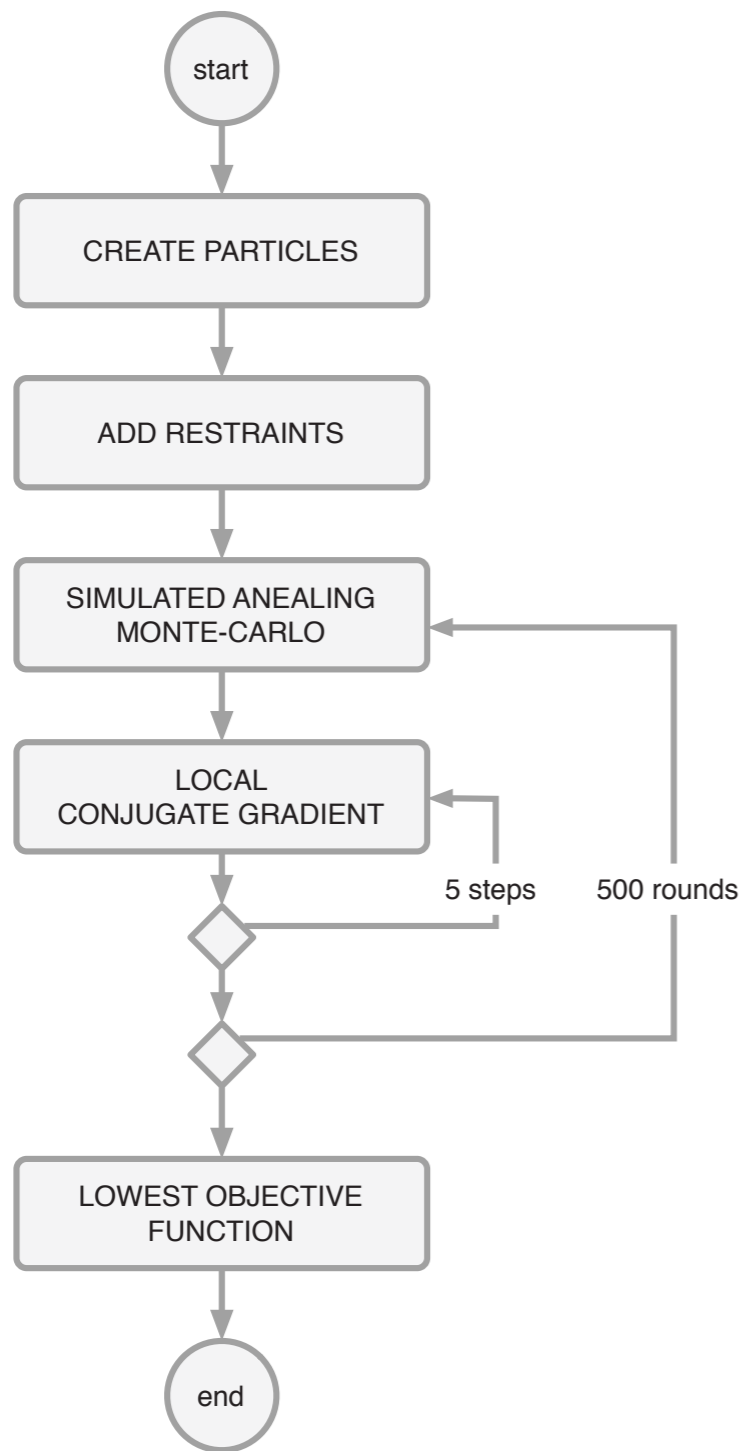 start
CREATE PARTICLES
ADD RESTRAINTS
SIMULATED ANEALING
MONTE-CARLO
LOCAL
CONJUGATE GRADIENT
5 steps
500 rounds
LOWEST OBJECTIVE
FUNCTION
end